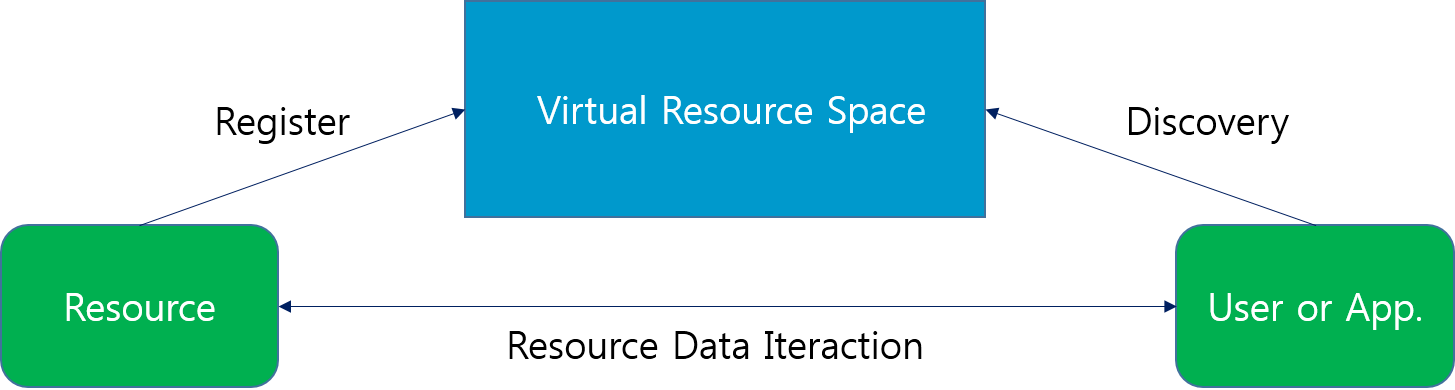 Virtual Resource Space
Register
Discovery
Resource
User or App.
Resource Data Iteraction